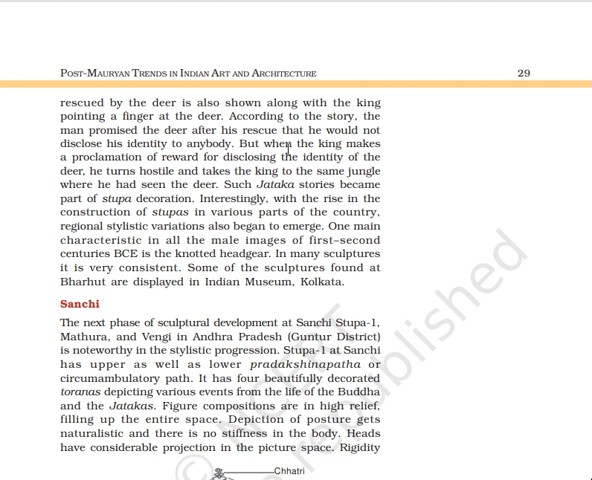 POST-MAURYAN TRENDS IN INDIAN ART AND ARCHITECTURE 29
rescued by the deer is also shown along with the king
pointing a finger at the deer. According to the story, the
man promised the deer after his rescue that he would not
disclose his identity to anybody. But when the king makes
a proclamation of reward for disclosing the identity of the
deer, he turns hostile and takes the king to the same jungle
where he had seen the deer. Such Jataka stories became
part of stupa decoration. Interestingly, with the rise in the
construction of stupas in various parts of the country,
regional stylistic variations also began to emerge. One main
characteristic in all the male images of first–second
centuries BCE is the knotted headgear. In many sculptures
it is very consistent. Some of the sculptures found at
Bharhut are displayed in Indian Museum, Kolkata.
Sanchi
The next phase of sculptural development at Sanchi Stupa-1,
Mathura, and Vengi in Andhra Pradesh (Guntur District)
is noteworthy in the stylistic progression. Stupa-1 at Sanchi
has upper as well as lower pradakshinapatha or
circumambulatory path. It has four beautifully decorated
toranas depicting various events from the life of the Buddha
and the Jatakas. Figure compositions are in high relief,
filling up the entire space. Depiction of posture gets
naturalistic and there is no stiffness in the body. Heads
have considerable projection in the picture space. Rigidity
Chhatri
© NCERT
republished